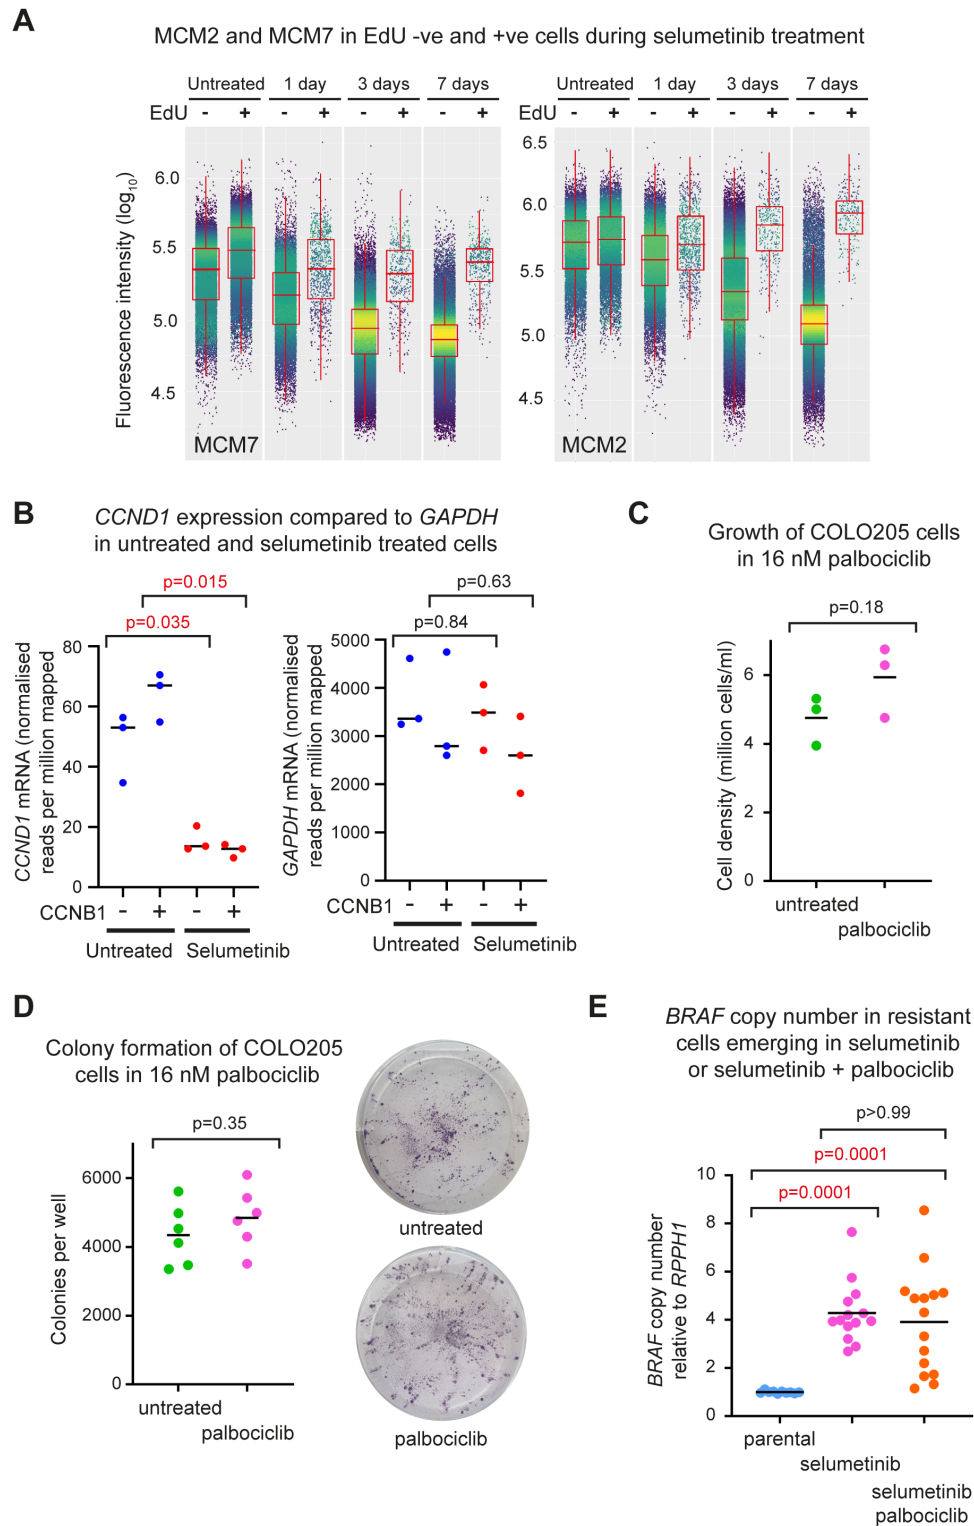 A
MCM2 and MCM7 in EdU -ve and +ve cells during selumetinib treatment
Untreated 1 day 3 days 7 days
EdU - + - + - + - +
Fluorescence intensity (log10)
6.0
5.5
5.0
4.5
MCM7
Untreated 1 day 3 days 7 days
EdU - + - + - + - +
6.5
6.0
5.5
5.0
4.5
MCM2
B
CCND1 expression compared to GAPDH
in untreated and selumetinib treated cells
p=0.015
p=0.035
CCND1 mRNA (normalised
reads per million mapped
80
60
40
20
0
CCNB1 - + - +
Untreated Selumetinib
p=0.63
p=0.84
GAPDH mRNA (normalised
reads per million mapped
5000
4000
3000
2000
1000
0
CCNB1 - + - +
Untreated Selumetinib
C
Growth of COLO205 cells
in 16 nM palbociclib
p=0.18
Cell density (million cells/ml)
6
4
2
0
untreated
palbociclib
D
Colony formation of COLO205
cells in 16 nM palbociclib
p=0.35
Colonies per well
6000
4000
2000
0
untreated
palbociclib
untreated
palbociclib
E
BRAF copy number in resistant
cells emerging in selumetinib
or selumetinib + palbociclib
p>0.99
p=0.0001
p=0.0001
BRAF copy number
relative to RPPH1
10
8
6
4
2
0
parental
selumetinib
selumetinib
palbociclib